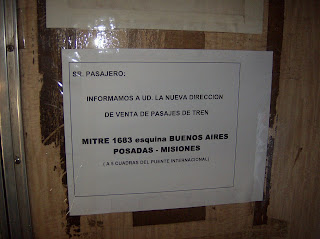 SR. PASAJERO:
INFORMAMOS A UD. LA NUEVA DIRECCION
DE VENTA DE PASAJES DE TREN
MITRE 1683 esquina BUENOS AIRES
POSADAS - MISIONES
( A 5 CUADRAS DEL PUENTE INTERNACIONAL)